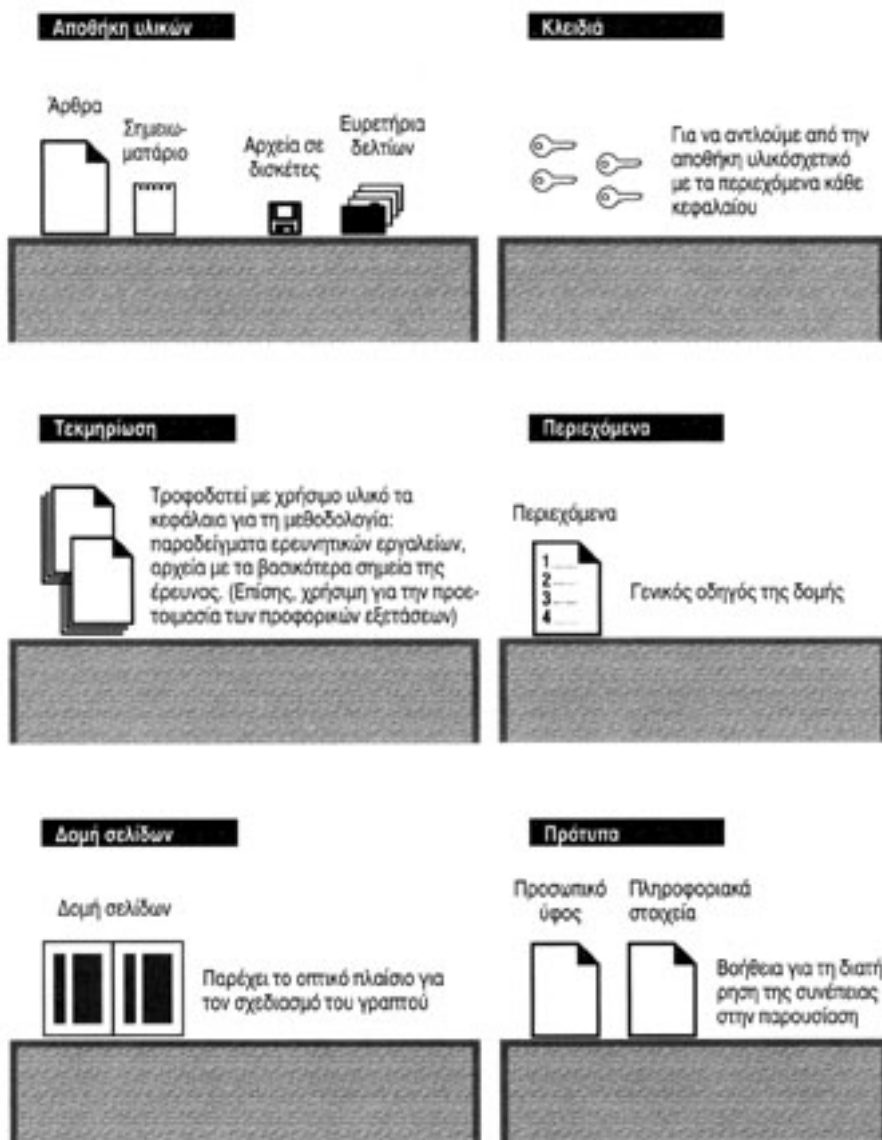 Αποθήκη υλικών
Άρθρα
Σημειω-
ματάριο
Αρχεία σε
δισκέτες
Ευρετήρια
δελτίων
Κλειδιά
Για να αντλούμε από την
αποθήκη υλικόσχετικό
με τα περιεχόμενα κάθε
κεφαλαίου
Τεκμηρίωση
Τροφοδοτεί με χρήσιμο υλικό τα
κεφάλαια για τη μεθοδολογία:
παραδείγματα ερευνητικών εργαλείων,
αρχεία με τα βασικότερα σημεία της
έρευνας. (Επίσης, χρήσιμη για την προε-
τοιμασία των προφορικών εξετάσεων)
Περιεχόμενα
Περιεχόμενα
1
2
3
4
Γενικός οδηγός της δομής
Δομή σελίδων
Δομή σελίδων
Παρέχει το οπτικό πλαίσιο για
τον σχεδιασμό του γραπτού
Πρότυπα
Προσωπικό
ύφος
Πληροφοριακά
στοιχεία
Βοήθεια για τη διατή
ρηση της συνέπειας
στην παρουσίαση